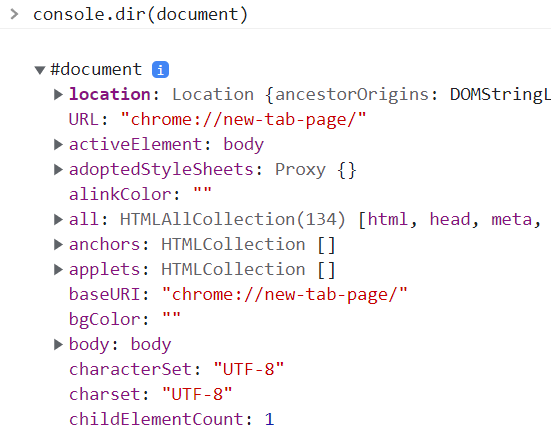 > console.dir(document)
▼#document i
▶location: Location {ancestorOrigins: DOMStringL
URL: "chrome://new-tab-page/"
▶activeElement: body
▶adoptedStyleSheets: Proxy {}
alinkColor: ""
▶all: HTMLAllCollection(134) [html, head, meta,
▶anchors: HTMLCollection []
▶applets: HTMLCollection []
baseURI: "chrome://new-tab-page/"
bgColor: ""
▶body: body
characterSet: "UTF-8"
charset: "UTF-8"
childElementCount: 1